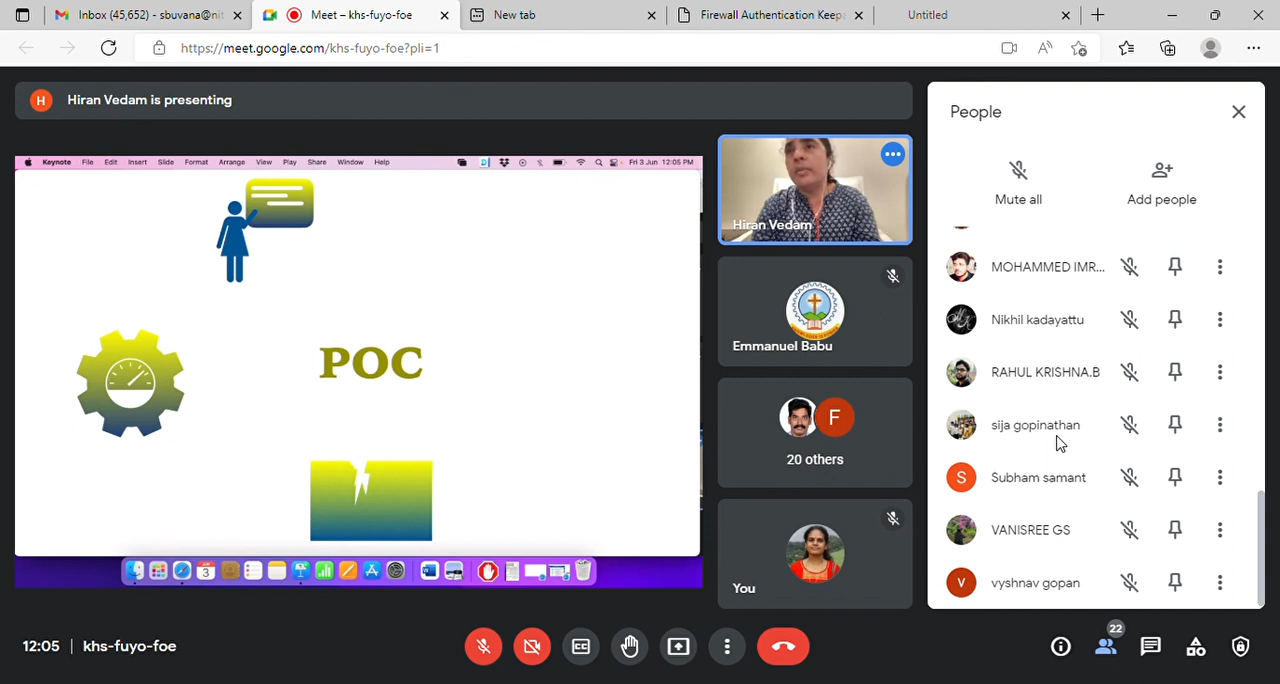 Inbox (45,652) - sbuvana@nit
Meet – khs-fuyo-foe
New tab
Firewall Authentication Keepa
Untitled
https://meet.google.com/khs-fuyo-foe?pli=1
H
Hiran Vedam is presenting
Keynote File Edit Insert Slide Format Arrange View Play Share Window Help
Fri 3 Jun 12:05 PM
POC
3
W
Hiran Vedam
Emmanuel Babu
F
20 others
You
People
Mute all
Add people
MOHAMMED IMR...
Nikhil kadayattu
RAHUL KRISHNA.B
sija gopinathan
S
Subham samant
VANISREE GS
V
vyshnav gopan
12:05 | khs-fuyo-foe
22